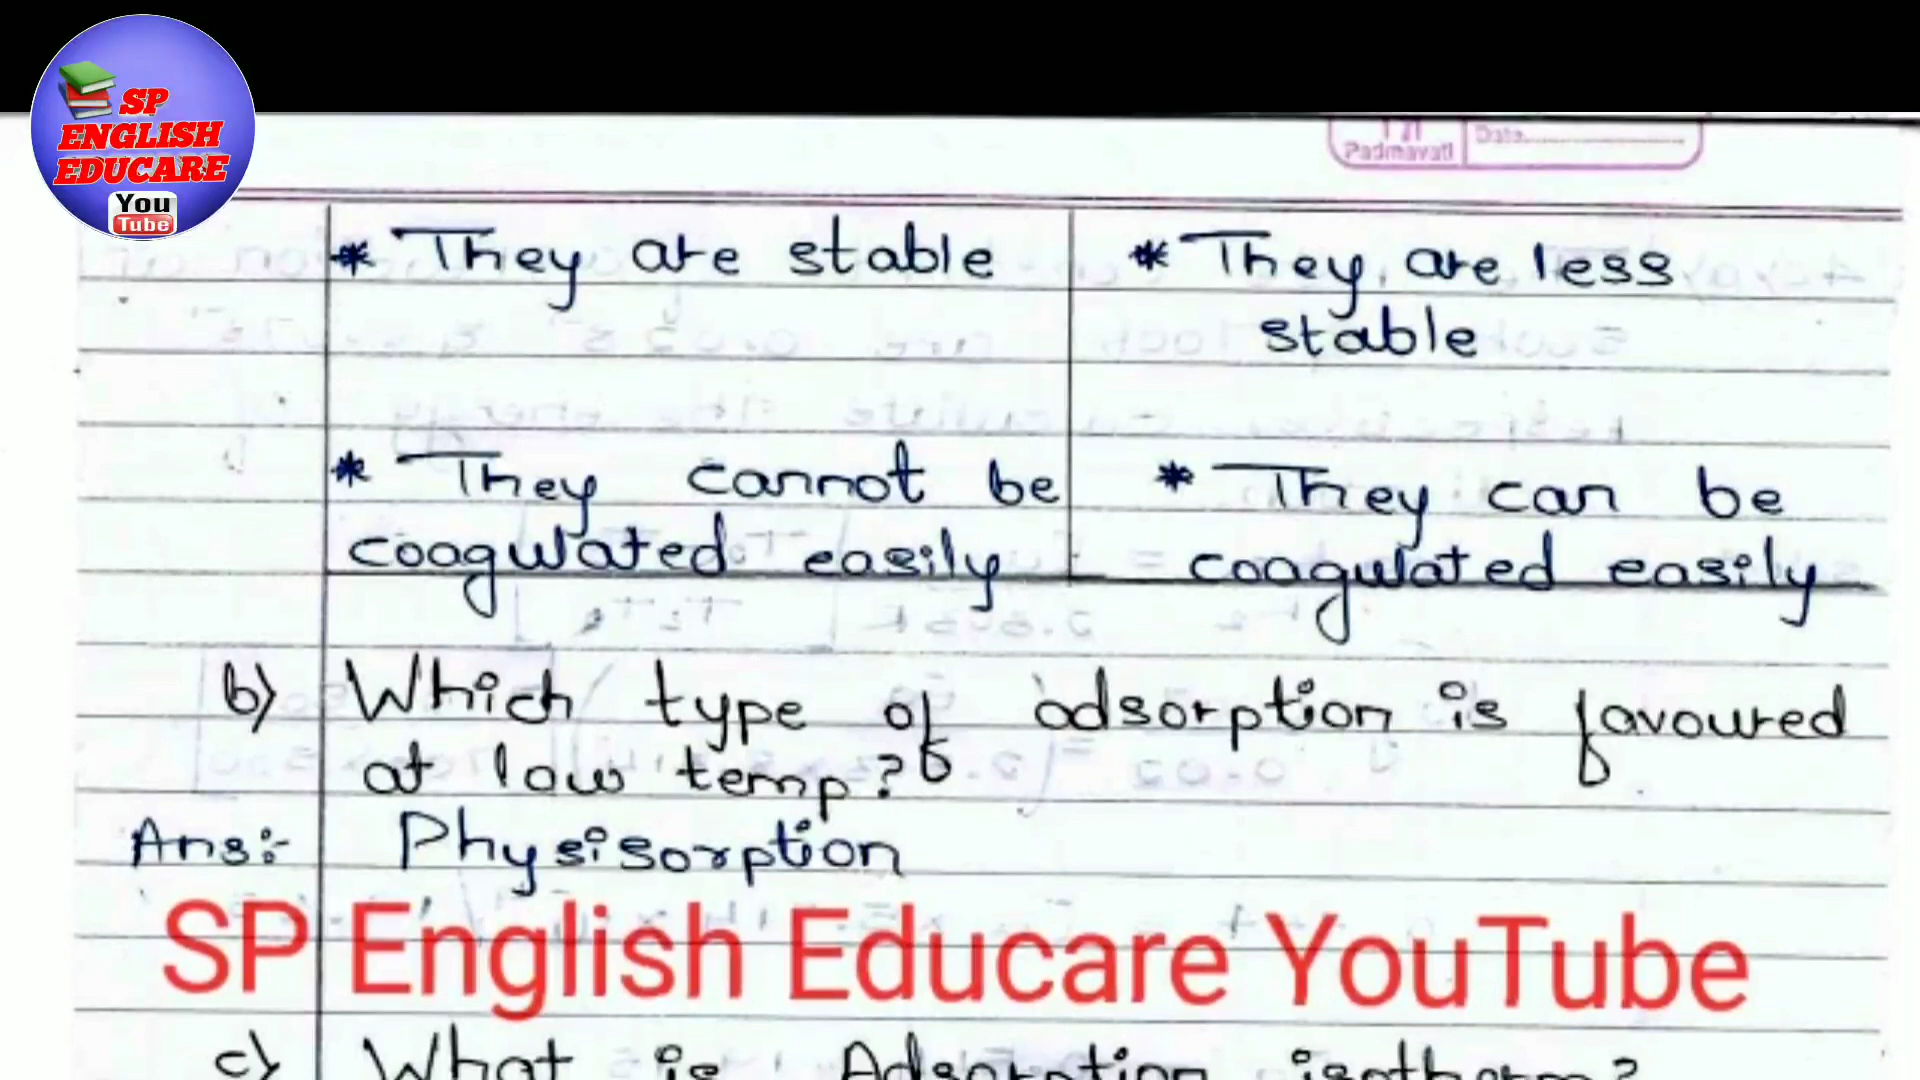 SP
ENGLISH
EDUCARE
You
Tube
Padmavati
Date
* They are stable
* They are less
stable
* They cannot be
coagulated easily
* They can be
coagulated easily
b) Which type of adsorption is favoured
at low temp?
Ans:- Physisorption
SP English Educare YouTube
c) What is Adsorption isotherm?